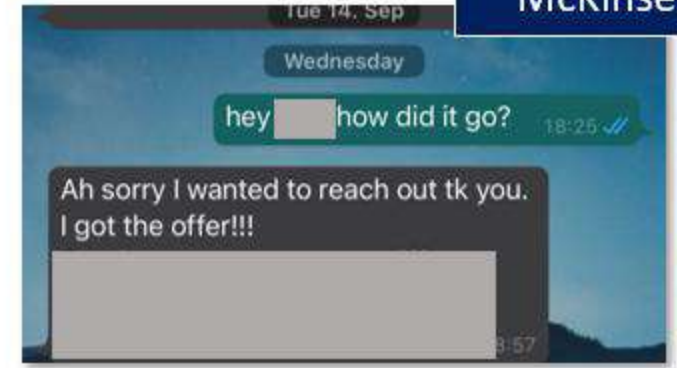 Tue 14. Sep
Wednesday
hey how did it go?
18:25
Ah sorry I wanted to reach out tk you.
I got the offer!!!